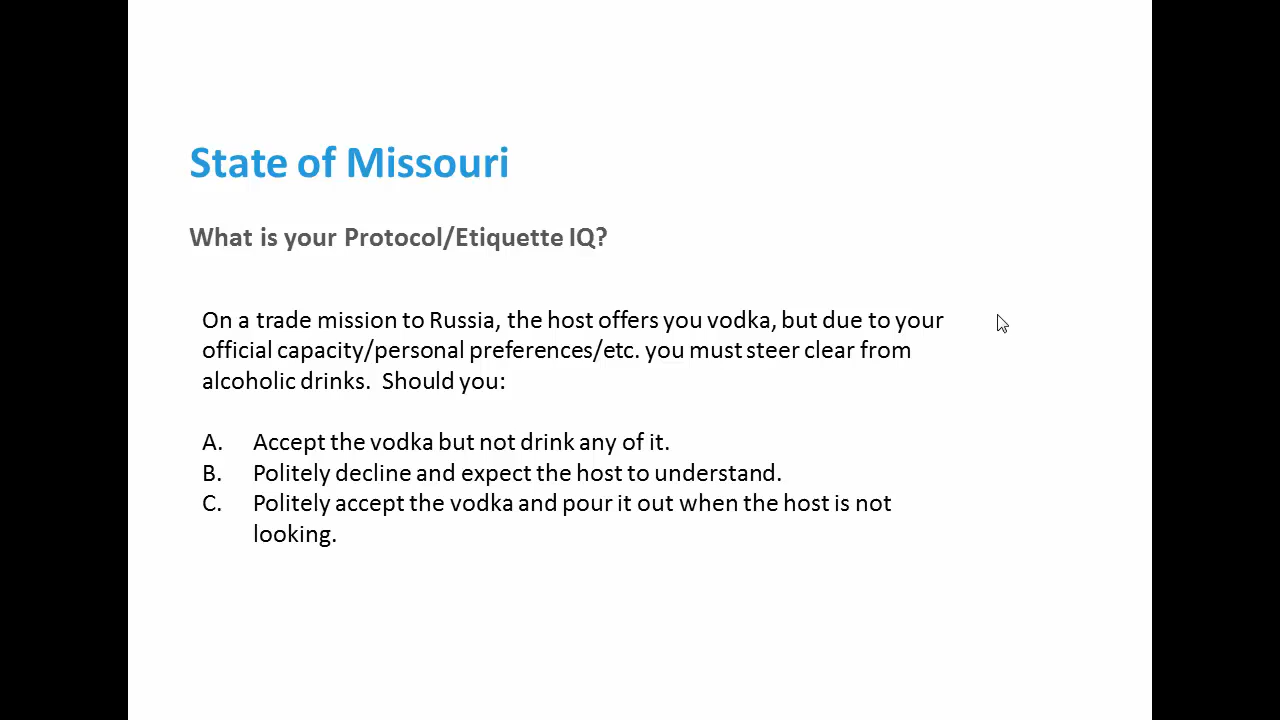 State of Missouri
What is your Protocol/Etiquette IQ?
On a trade mission to Russia, the host offers you vodka, but due to your
official capacity/personal preferences/etc. you must steer clear from
alcoholic drinks.  Should you:
A. Accept the vodka but not drink any of it.
B. Politely decline and expect the host to understand.
C. Politely accept the vodka and pour it out when the host is not
looking.